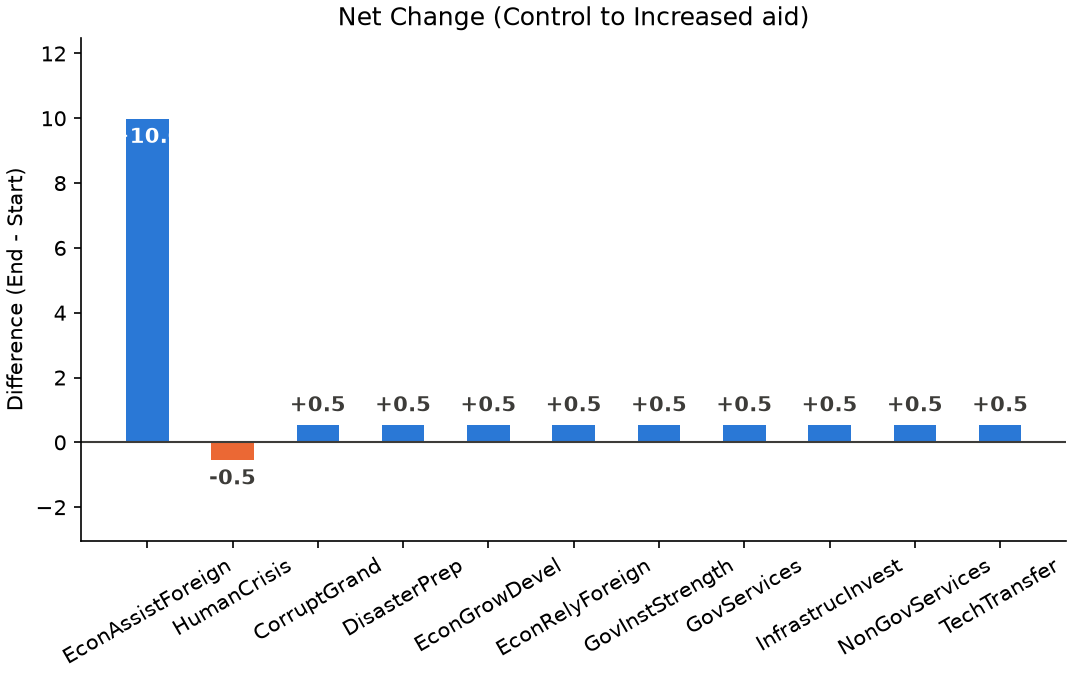 Net Change (Control to Increased aid)
Difference (End - Start)
12
10
8
6
4
2
0
−2
10.
-0.5
+0.5
+0.5
+0.5
+0.5
+0.5
+0.5
+0.5
+0.5
+0.5
EconAssistForeign
HumanCrisis
CorruptGrand
DisasterPrep
EconGrowDevel
EconRelyForeign
GovInstStrength
GovServices
InfrastrucInvest
NonGovServices
TechTransfer